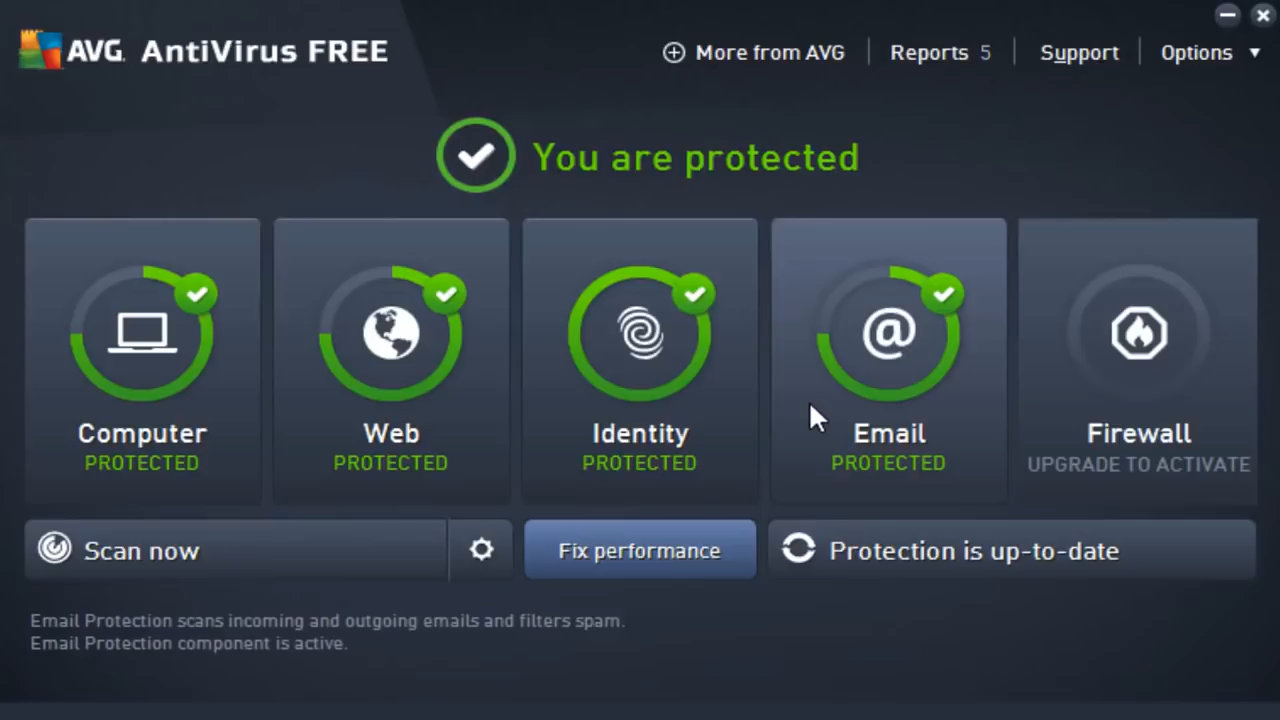 AVG AntiVirus FREE
More from AVG
Reports 5
Support
Options
You are protected
Computer
PROTECTED
Web
PROTECTED
Identity
PROTECTED
@
Email
PROTECTED
Firewall
UPGRADE TO ACTIVATE
Scan now
Fix performance
Protection is up-to-date
Email Protection scans incoming and outgoing emails and filters spam.
Email Protection component is active.